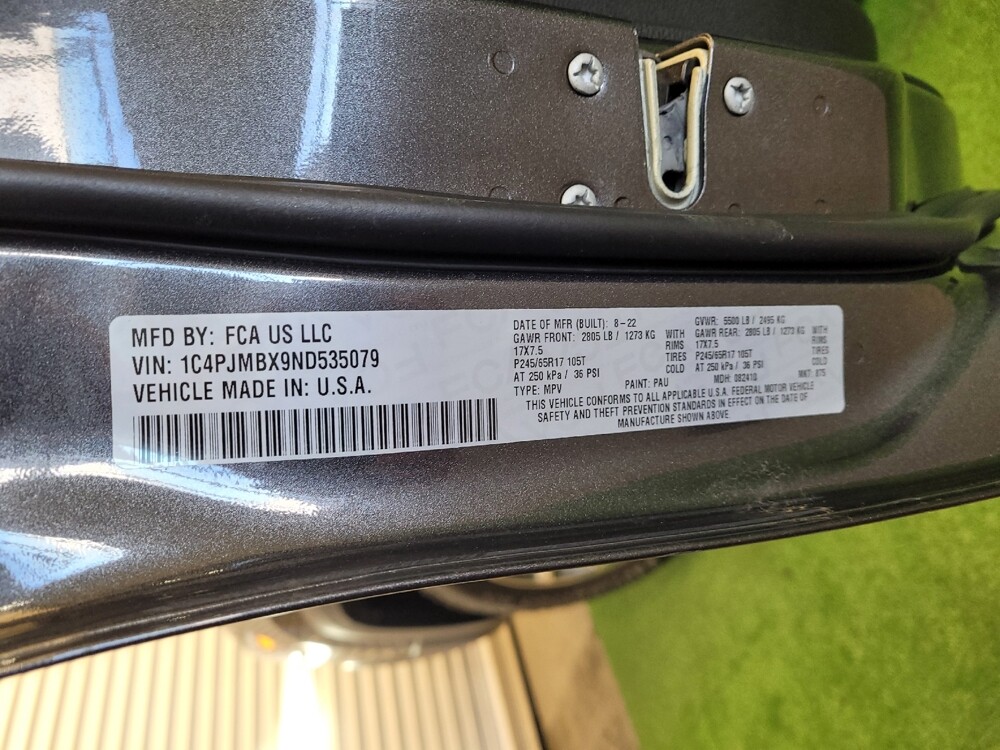 MFD BY: FCA US LLC
VIN: 1C4PJMBX9ND535079
VEHICLE MADE IN: U.S.A.
DATE OF MFR (BUILT): 8-22 GVWR: 5500 LB / 2495 KG
GAWR FRONT: 2805 LB / 1273 KG WITH GAWR REAR: 2805 LB / 1273 KG WITH
17X7.5 RIMS 17X7.5 RIMS
P245/65R17 105T TIRES P245/65R17 105T TIRES
AT 250 kPa / 36 PSI COLD AT 250 kPa / 36 PSI COLD
TYPE: MPV PAINT: PAU MDH: 082410 MKT: 875
THIS VEHICLE CONFORMS TO ALL APPLICABLE U.S.A. FEDERAL MOTOR VEHICLE
SAFETY AND THEFT PREVENTION STANDARDS IN EFFECT ON THE DATE OF
MANUFACTURE SHOWN ABOVE.